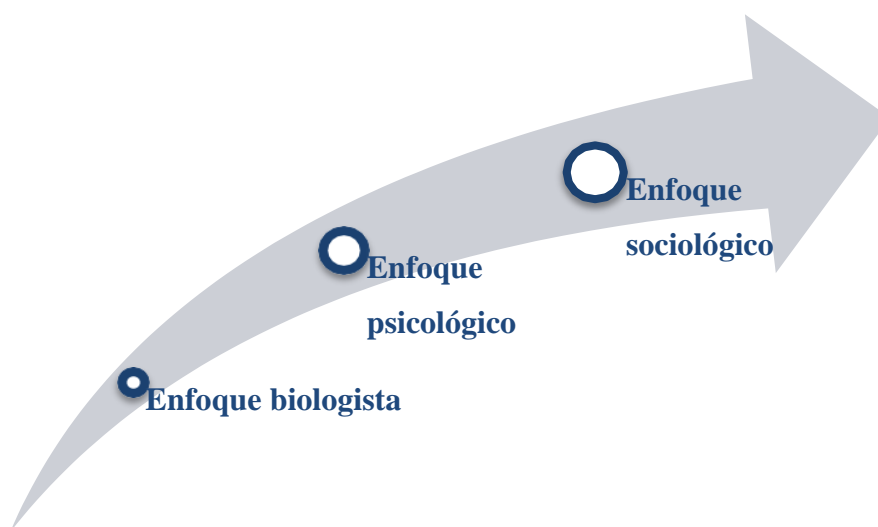 Enfoque
sociológico
Enfoque
psicológico
Enfoque biologista